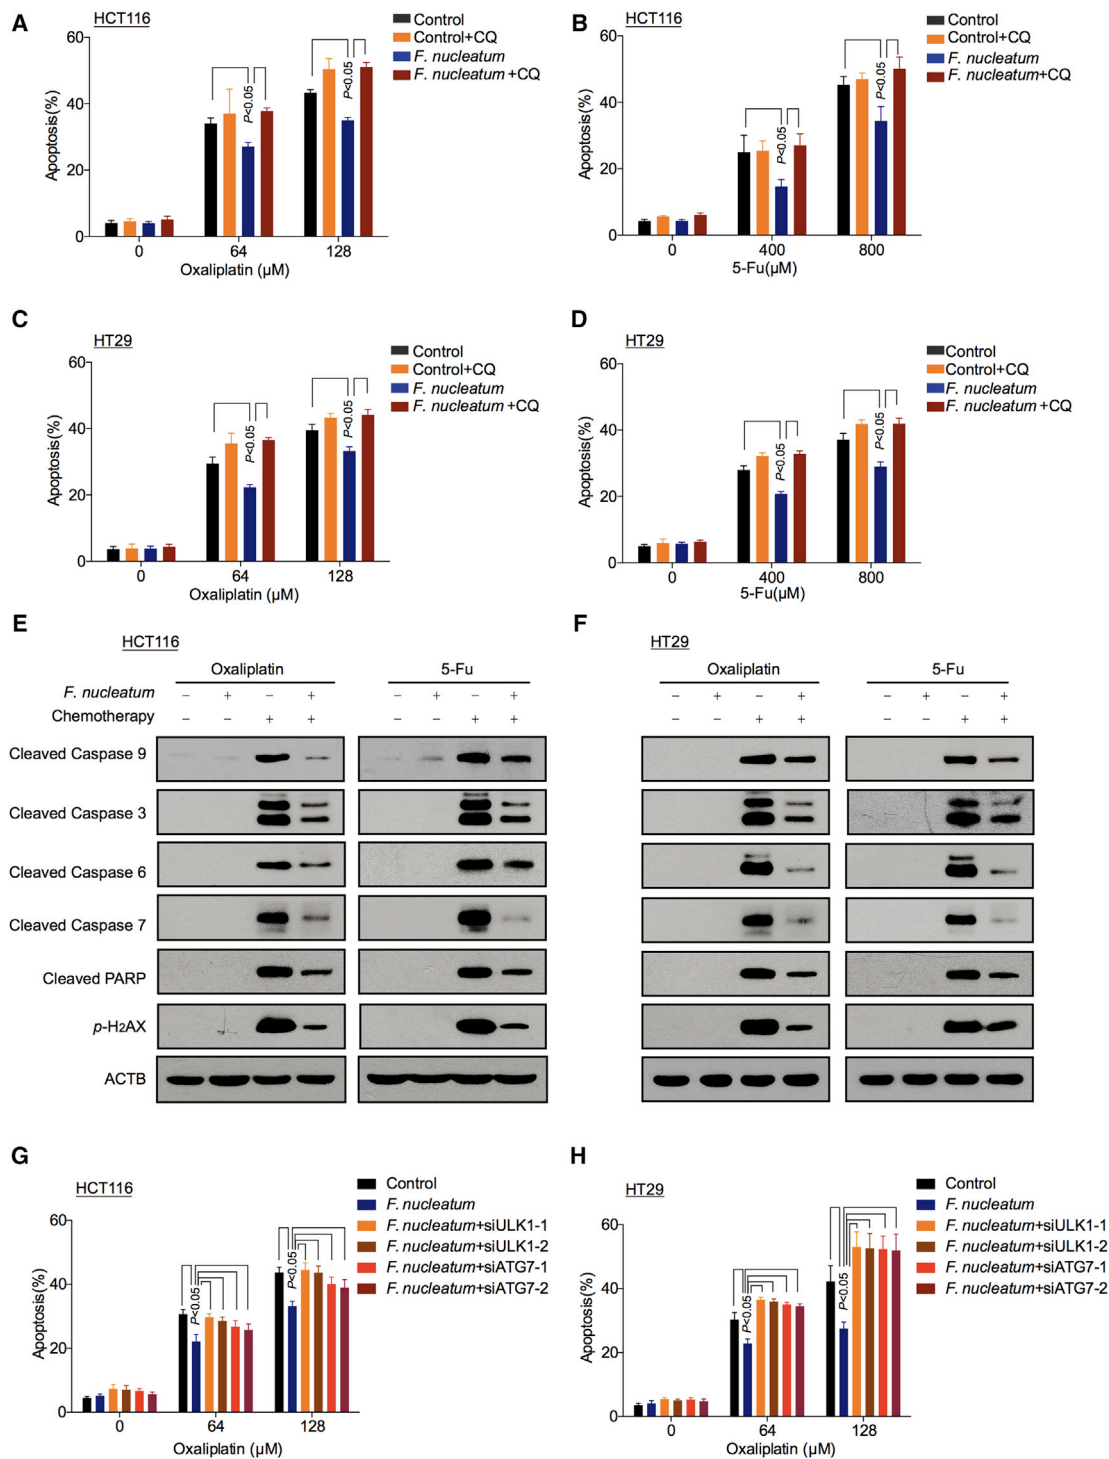 A
HCT116
Control
Control+CQ
F. nucleatum
F. nucleatum +CQ
Apoptosis(%)
60
40
20
0
P<0.05
P<0.05
0
64
128
Oxaliplatin (µM)
B
HCT116
Control
Control+CQ
F. nucleatum
F. nucleatum+CQ
Apoptosis(%)
60
40
20
0
P<0.05
P<0.05
0
400
800
5-Fu(µM)
C
HT29
Control
Control+CQ
F. nucleatum
F. nucleatum +CQ
Apoptosis(%)
60
40
20
0
P<0.05
P<0.05
0
64
128
Oxaliplatin (µM)
D
HT29
Control
Control+CQ
F. nucleatum
F. nucleatum +CQ
Apoptosis(%)
60
40
20
0
P<0.05
P<0.05
0
400
800
5-Fu(µM)
E
HCT116
Oxaliplatin
5-Fu
F. nucleatum
– + – + – + – +
Chemotherapy
– – + + – – + +
Cleaved Caspase 9
Cleaved Caspase 3
Cleaved Caspase 6
Cleaved Caspase 7
Cleaved PARP
p-H2AX
ACTB
F
HT29
Oxaliplatin
5-Fu
– + – + – + – +
– – + + – – + +
G
HCT116
Control
F. nucleatum
F. nucleatum+siULK1-1
F. nucleatum+siULK1-2
F. nucleatum+siATG7-1
F. nucleatum+siATG7-2
Apoptosis(%)
60
40
20
0
P<0.05
P<0.05
0
64
128
Oxaliplatin (µM)
H
HT29
Control
F. nucleatum
F. nucleatum+siULK1-1
F. nucleatum+siULK1-2
F. nucleatum+siATG7-1
F. nucleatum+siATG7-2
Apoptosis(%)
60
40
20
0
P<0.05
P<0.05
0
64
128
Oxaliplatin (µM)